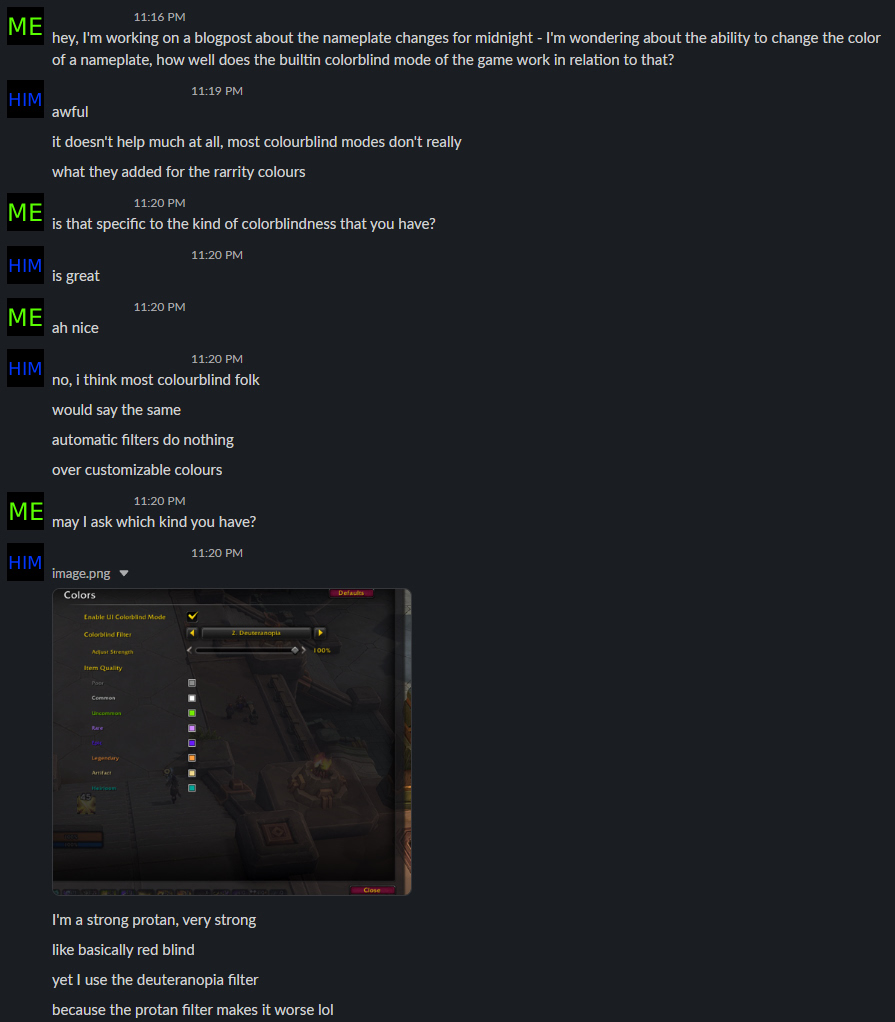 ME
11:16 PM
hey, I'm working on a blogpost about the nameplate changes for midnight - I'm wondering about the ability to change the color
of a nameplate, how well does the builtin colorblind mode of the game work in relation to that?
HIM
11:19 PM
awful
it doesn't help much at all, most colourblind modes don't really
what they added for the rarrity colours
ME
11:20 PM
is that specific to the kind of colorblindness that you have?
HIM
11:20 PM
is great
ME
11:20 PM
ah nice
HIM
11:20 PM
no, i think most colourblind folk
would say the same
automatic filters do nothing
over customizable colours
ME
11:20 PM
may I ask which kind you have?
HIM
11:20 PM
image.png
Colors
Defaults
Enable UI Colorblind Mode
Colorblind Filter
2. Deuteranopia
Adjust Strength
100%
Item Quality
Poor
Common
Uncommon
Rare
Legendary
Artifact
Close
I'm a strong protan, very strong
like basically red blind
yet I use the deuteranopia filter
because the protan filter makes it worse lol